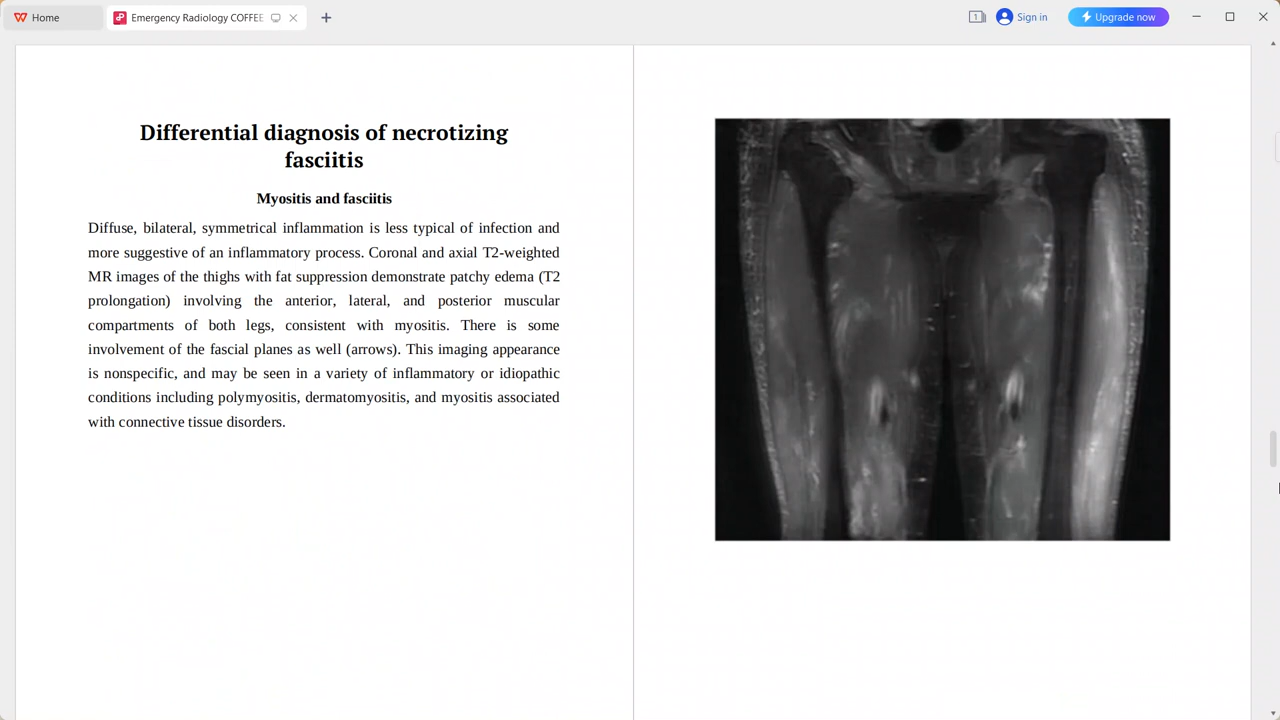 Home
Emergency Radiology COFFEE
1
Sign in
Upgrade now
Differential diagnosis of necrotizing
fasciitis
Myositis and fasciitis
Diffuse, bilateral, symmetrical inflammation is less typical of infection and
more suggestive of an inflammatory process. Coronal and axial T2-weighted
MR images of the thighs with fat suppression demonstrate patchy edema (T2
prolongation) involving the anterior, lateral, and posterior muscular
compartments of both legs, consistent with myositis. There is some
involvement of the fascial planes as well (arrows). This imaging appearance
is nonspecific, and may be seen in a variety of inflammatory or idiopathic
conditions including polymyositis, dermatomyositis, and myositis associated
with connective tissue disorders.